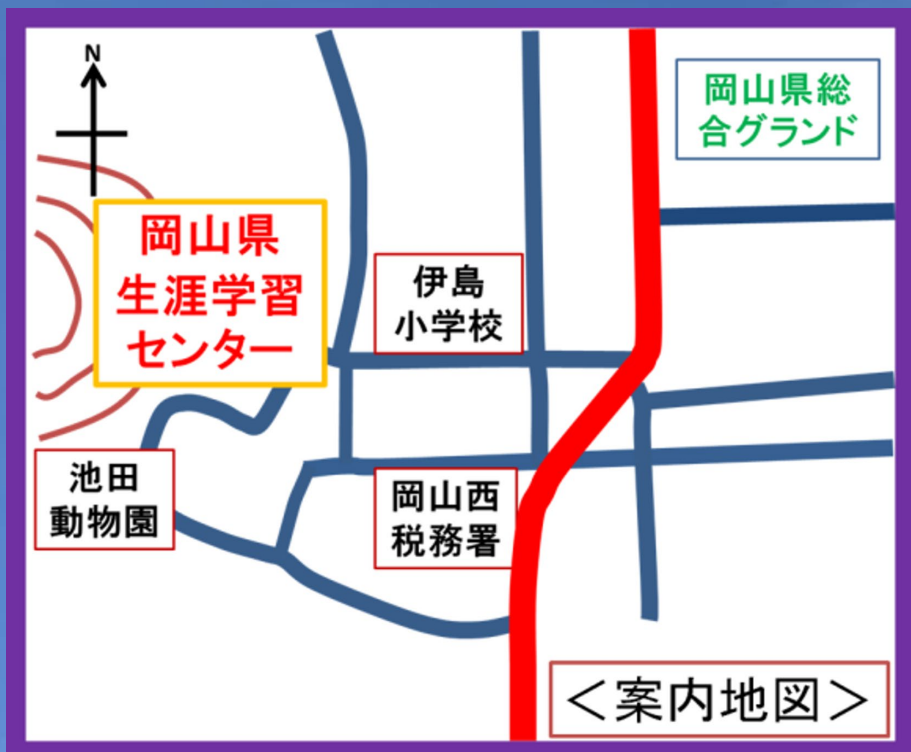 N
岡山県総
合グランド
岡山県
生涯学習
センター
伊島
小学校
池田
動物園
岡山西
税務署
＜案内地図＞